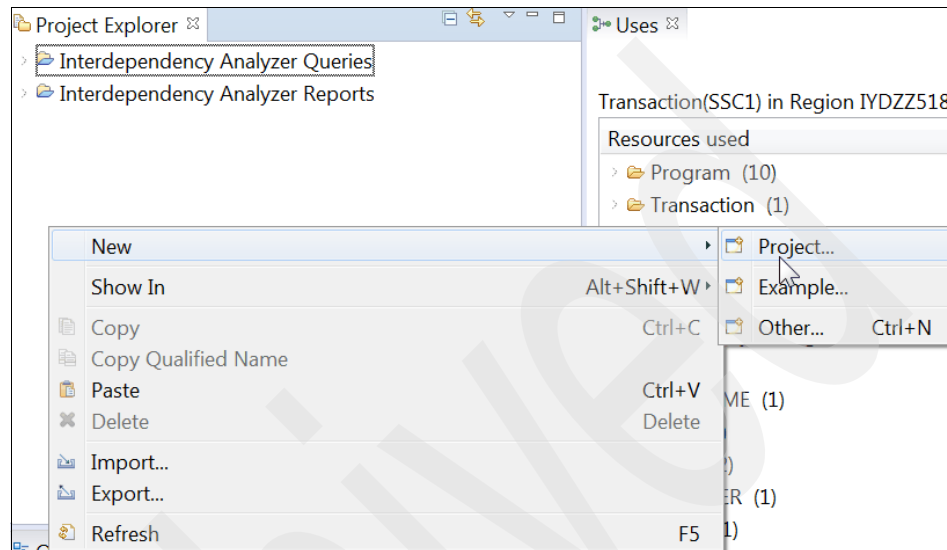 Project Explorer
Uses
Interdependency Analyzer Queries
Interdependency Analyzer Reports
Transaction(SSC1) in Region IYDZZ518
Resources used
Program (10)
Transaction (1)
New
Project...
Show In Alt+Shift+W
Example...
Copy Ctrl+C
Other... Ctrl+N
Copy Qualified Name
Paste Ctrl+V
ME (1)
Delete Delete
Import...
Export...
ER (1)
Refresh F5